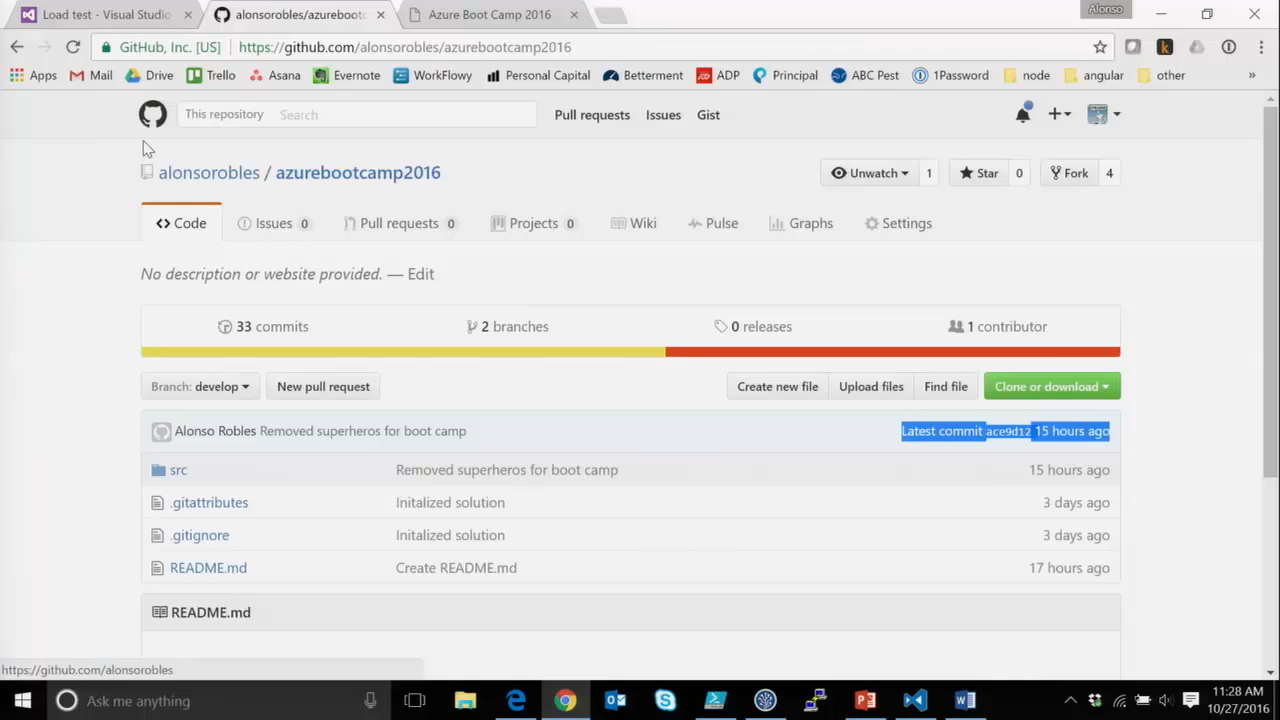 Load test - Visual Studio
alonsorobles/azurebootc
Azure Boot Camp 2016
Alonso
GitHub, Inc. [US]
https://github.com/alonsorobles/azurebootcamp2016
Apps Mail Drive Trello Asana Evernote WorkFlowy Personal Capital Betterment ADP Principal ABC Pest 1Password node angular other »
This repository Search Pull requests Issues Gist
alonsorobles / azurebootcamp2016
Unwatch 1 Star 0 Fork 4
Code Issues 0 Pull requests 0 Projects 0 Wiki Pulse Graphs Settings
No description or website provided. — Edit
33 commits 2 branches 0 releases 1 contributor
Branch: develop New pull request Create new file Upload files Find file Clone or download
Alonso Robles Removed superheros for boot camp Latest commit ace9d12 15 hours ago
src Removed superheros for boot camp 15 hours ago
.gitattributes Initalized solution 3 days ago
.gitignore Initalized solution 3 days ago
README.md Create README.md 17 hours ago
README.md
https://github.com/alonsorobles
Ask me anything
11:28 AM
10/27/2016